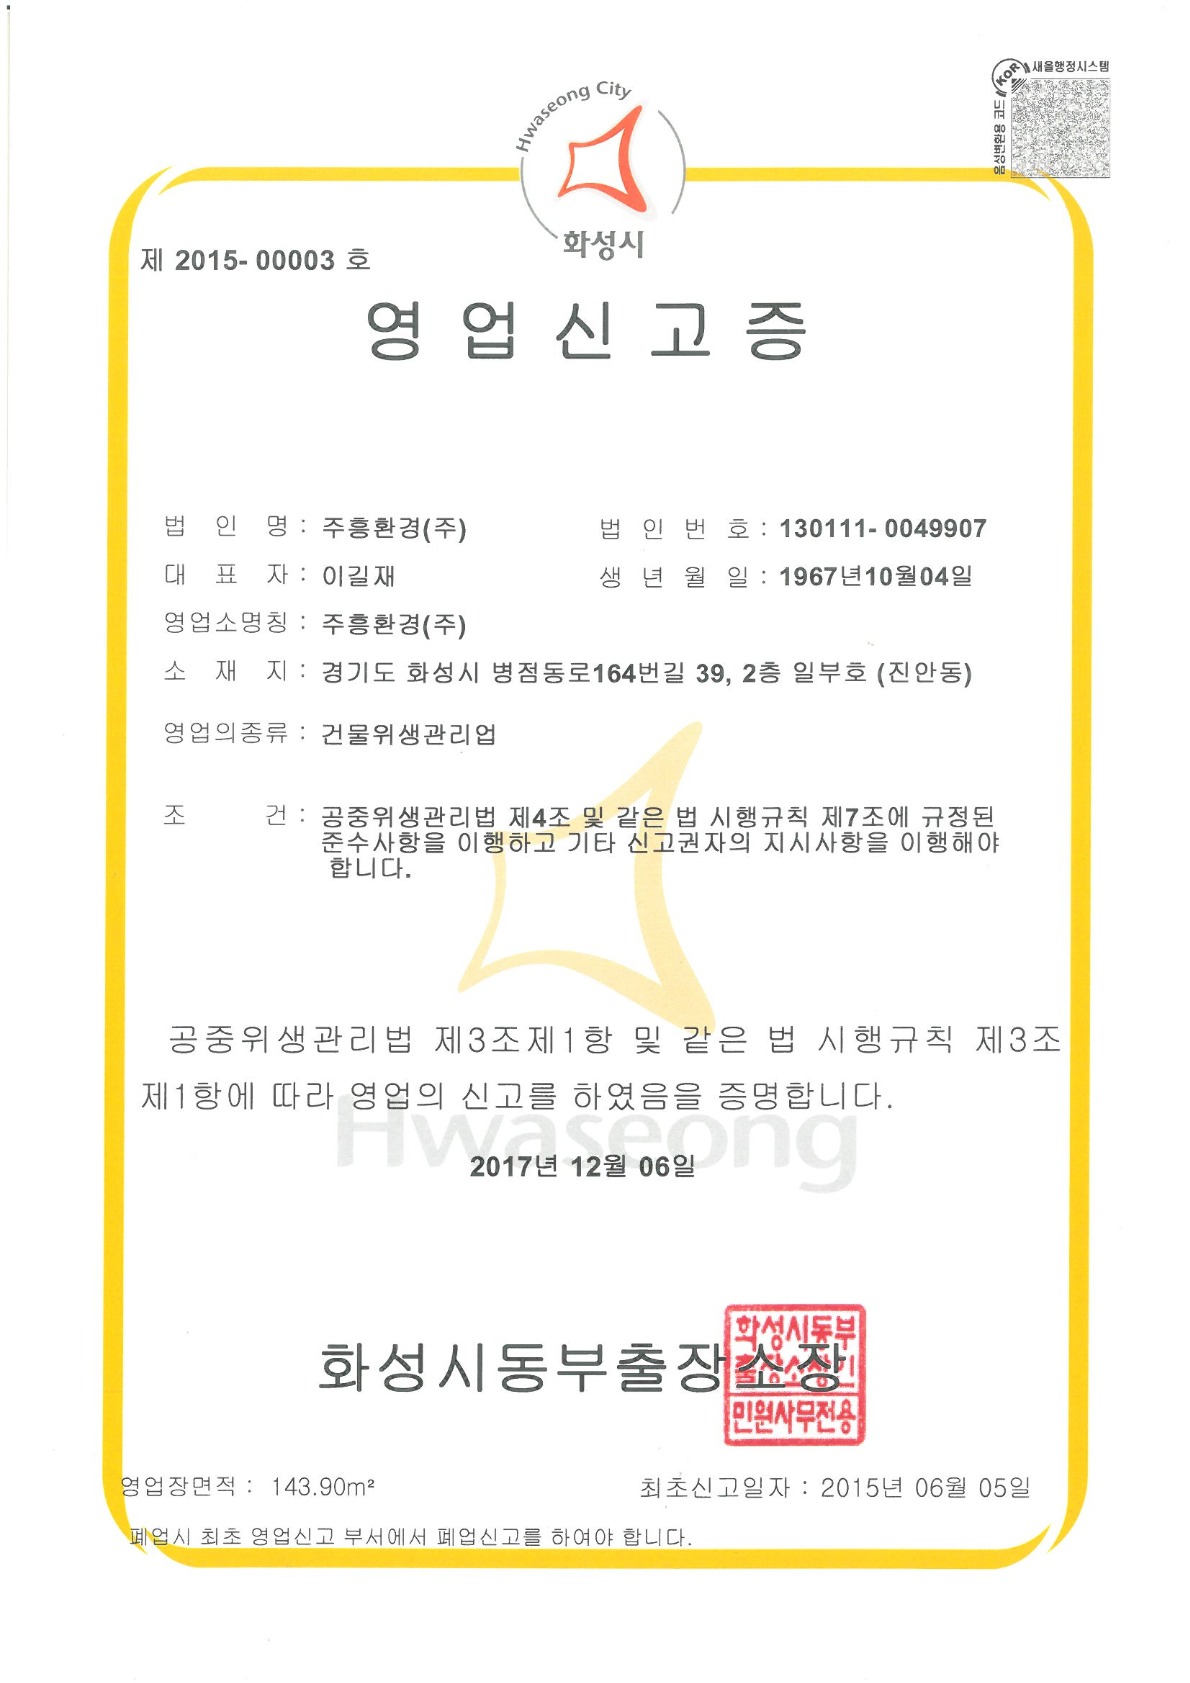 Hwaseong City
화성시
새올행정시스템
KOR
음성변환용 코드
제 2015- 00003 호
영업신고증
법 인 명 : 주흥환경(주) 법 인 번 호 : 130111- 0049907
대 표 자 : 이길재 생 년 월 일 : 1967년10월04일
영업소명칭 : 주흥환경(주)
소 재 지 : 경기도 화성시 병점동로164번길 39, 2층 일부호 (진안동)
영업의종류 : 건물위생관리업
조 건 : 공중위생관리법 제4조 및 같은 법 시행규칙 제7조에 규정된
준수사항을 이행하고 기타 신고권자의 지시사항을 이행해야
합니다.
공중위생관리법 제3조제1항 및 같은 법 시행규칙 제3조
제1항에 따라 영업의 신고를 하였음을 증명합니다.
Hwaseong
2017년 12월 06일
화성시동부출장소장
화성시동부
출장소장인
민원사무전용
영업장면적 : 143.90m² 최초신고일자 : 2015년 06월 05일
폐업시 최초 영업신고 부서에서 폐업신고를 하여야 합니다.